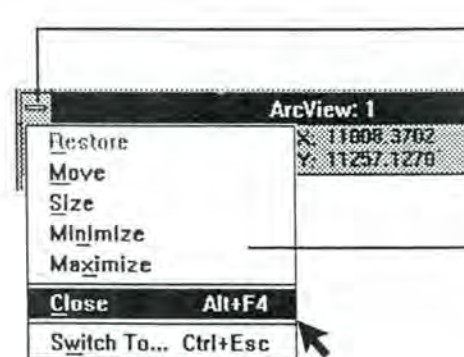 ArcView: 1
X: 11008.3702
Y: 11257.1270
Restore
Move
Size
Minimize
Maximize
Close Alt+F4
Switch To... Ctrl+Esc